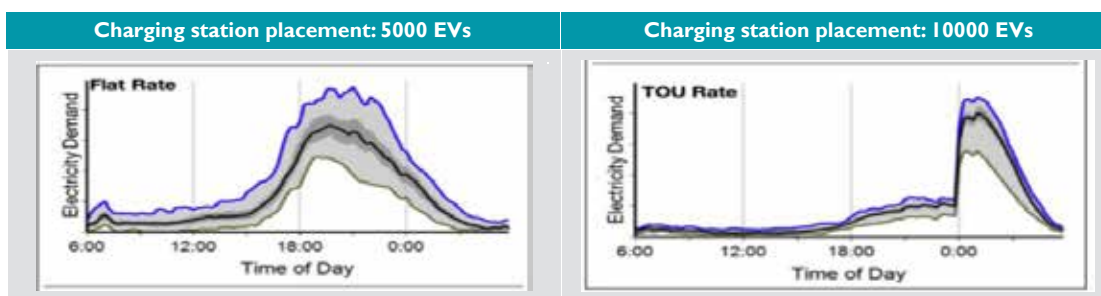 Charging station placement: 5000 EVs
Charging station placement: 10000 EVs
Flat Rate
Electricity Demand
6:00 12:00 18:00 0:00
Time of Day
TOU Rate
Electricity Demand
6:00 12:00 18:00 0:00
Time of Day